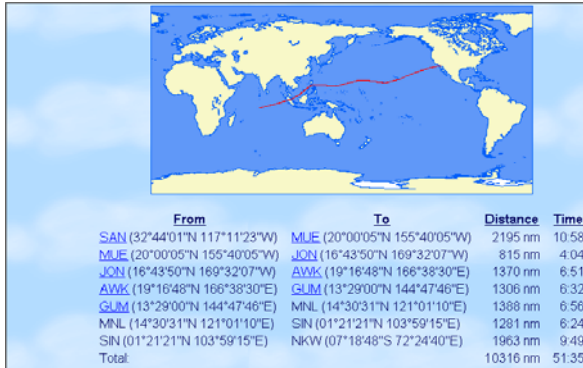 From To Distance Time
SAN (32°44'01"N 117°11'23"W) MUE (20°00'05"N 155°40'05"W) 2195 nm 10:58
MUE (20°00'05"N 155°40'05"W) JON (16°43'50"N 169°32'07"W) 815 nm 4:04
JON (16°43'50"N 169°32'07"W) AWK (19°16'48"N 166°38'30"E) 1370 nm 6:51
AWK (19°16'48"N 166°38'30"E) GUM (13°29'00"N 144°47'46"E) 1306 nm 6:32
GUM (13°29'00"N 144°47'46"E) MNL (14°30'31"N 121°01'10"E) 1388 nm 6:56
MNL (14°30'31"N 121°01'10"E) SIN (01°21'21"N 103°59'15"E) 1281 nm 6:24
SIN (01°21'21"N 103°59'15"E) NKW (07°18'48"S 72°24'40"E) 1963 nm 9:49
Total: 10316 nm 51:35